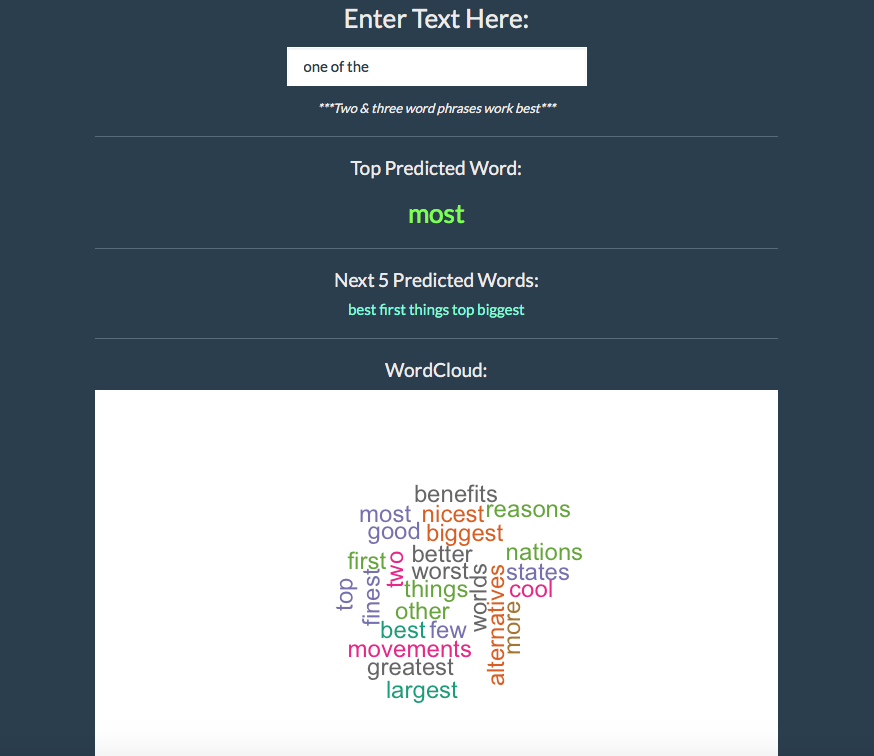 Enter Text Here:
one of the
***Two & three word phrases work best***
Top Predicted Word:
most
Next 5 Predicted Words:
best first things top biggest
WordCloud:
benefits
most nicest reasons
good biggest
first two better nations
worst states
top finest things worlds alternatives cool
other more
best few
movements
greatest
largest